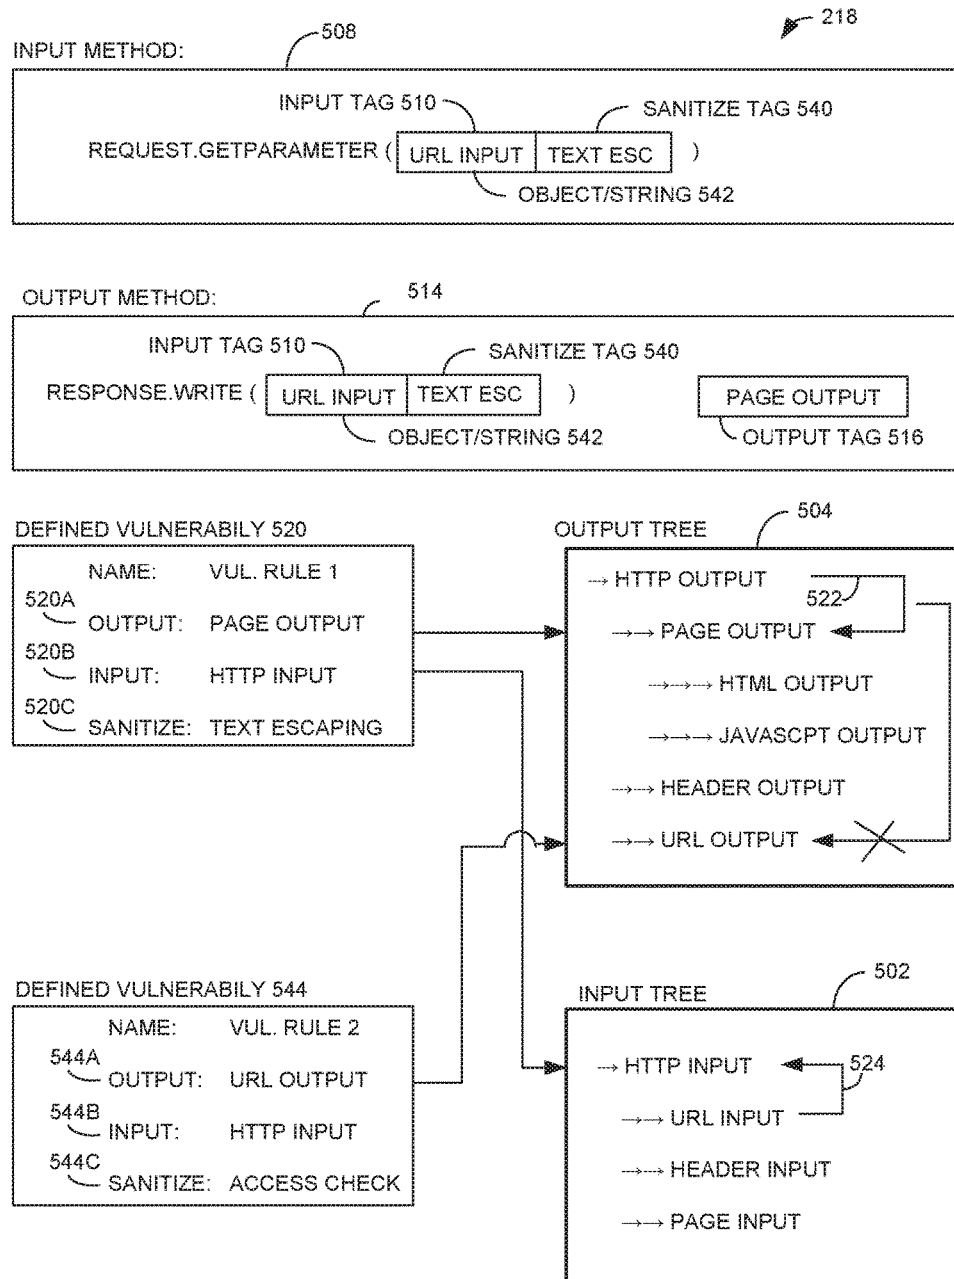 218
508
INPUT METHOD:
INPUT TAG 510
SANITIZE TAG 540
REQUEST.GETPARAMETER ( URL INPUT TEXT ESC )
OBJECT/STRING 542
OUTPUT METHOD:
514
INPUT TAG 510
SANITIZE TAG 540
RESPONSE.WRITE ( URL INPUT TEXT ESC )
PAGE OUTPUT
OBJECT/STRING 542
OUTPUT TAG 516
DEFINED VULNERABILY 520
NAME: VUL. RULE 1
520A
OUTPUT: PAGE OUTPUT
520B
INPUT: HTTP INPUT
520C
SANITIZE: TEXT ESCAPING
504
OUTPUT TREE
→ HTTP OUTPUT
522
→→ PAGE OUTPUT
→→→ HTML OUTPUT
→→→ JAVASCPT OUTPUT
→→ HEADER OUTPUT
→→ URL OUTPUT
DEFINED VULNERABILY 544
NAME: VUL. RULE 2
544A
OUTPUT: URL OUTPUT
544B
INPUT: HTTP INPUT
544C
SANITIZE: ACCESS CHECK
502
INPUT TREE
→ HTTP INPUT
524
→→ URL INPUT
→→ HEADER INPUT
→→ PAGE INPUT